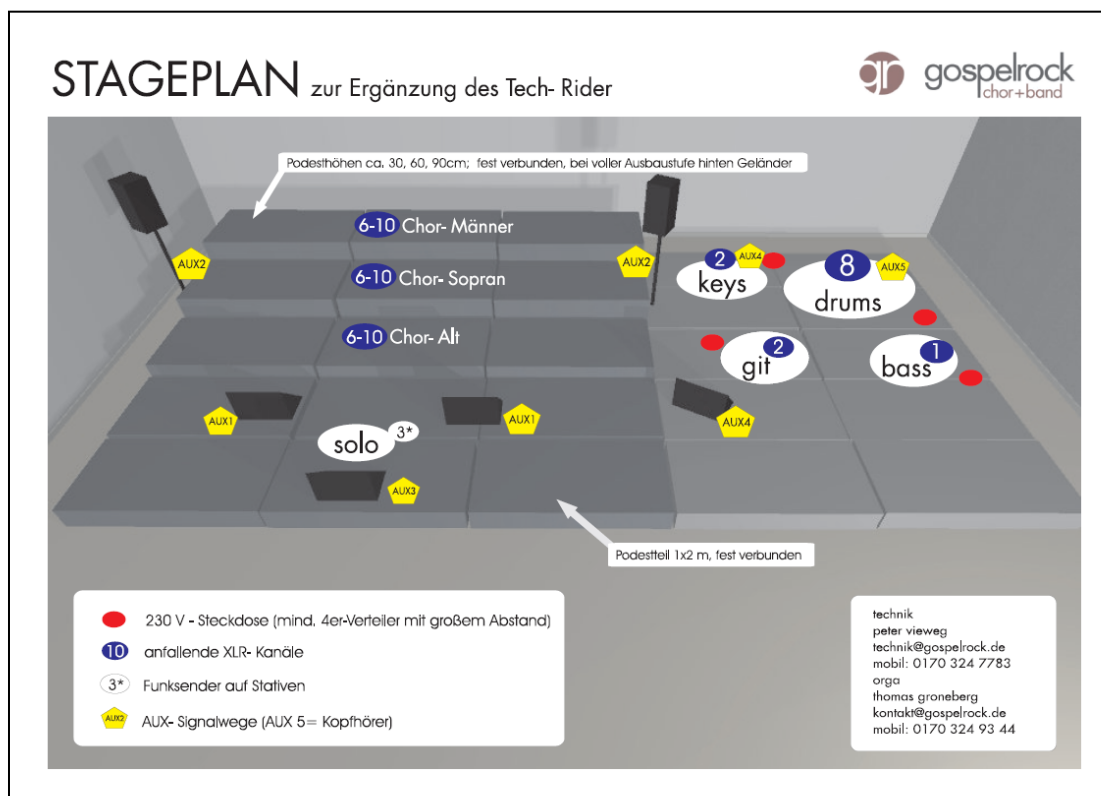 STAGEPLAN zur Ergänzung des Tech- Rider
gr gospelrock
chor+band
Podesthöhen ca. 30, 60, 90cm; fest verbunden, bei voller Ausbaustufe hinten Geländer
6-10 Chor- Männer
AUX2
AUX2
6-10 Chor- Sopran
2
AUX4
keys
8
AUX5
drums
6-10 Chor- Alt
git
2
bass
1
AUX1
AUX1
AUX4
solo
3*
AUX3
Podestteil 1x2 m, fest verbunden
230 V - Steckdose (mind, 4er-Verteiler mit großem Abstand)
10 anfallende XLR- Kanäle
3* Funksender auf Stativen
AUX2 AUX- Signalwege (AUX 5= Kopfhörer)
technik
peter vieweg
technik@gospelrock.de
mobil: 0170 324 7783
orga
thomas groneberg
kontakt@gospelrock.de
mobil: 0170 324 93 44